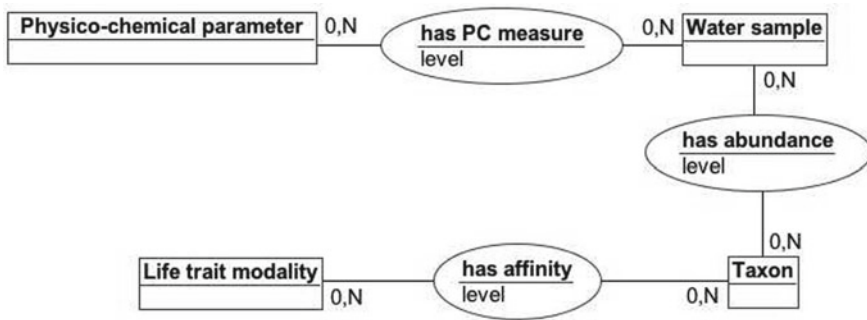 Physico-chemical parameter
0,N
has PC measure
level
0,N
Water sample
0,N
has abundance
level
0,N
Life trait modality
0,N
has affinity
level
0,N
Taxon